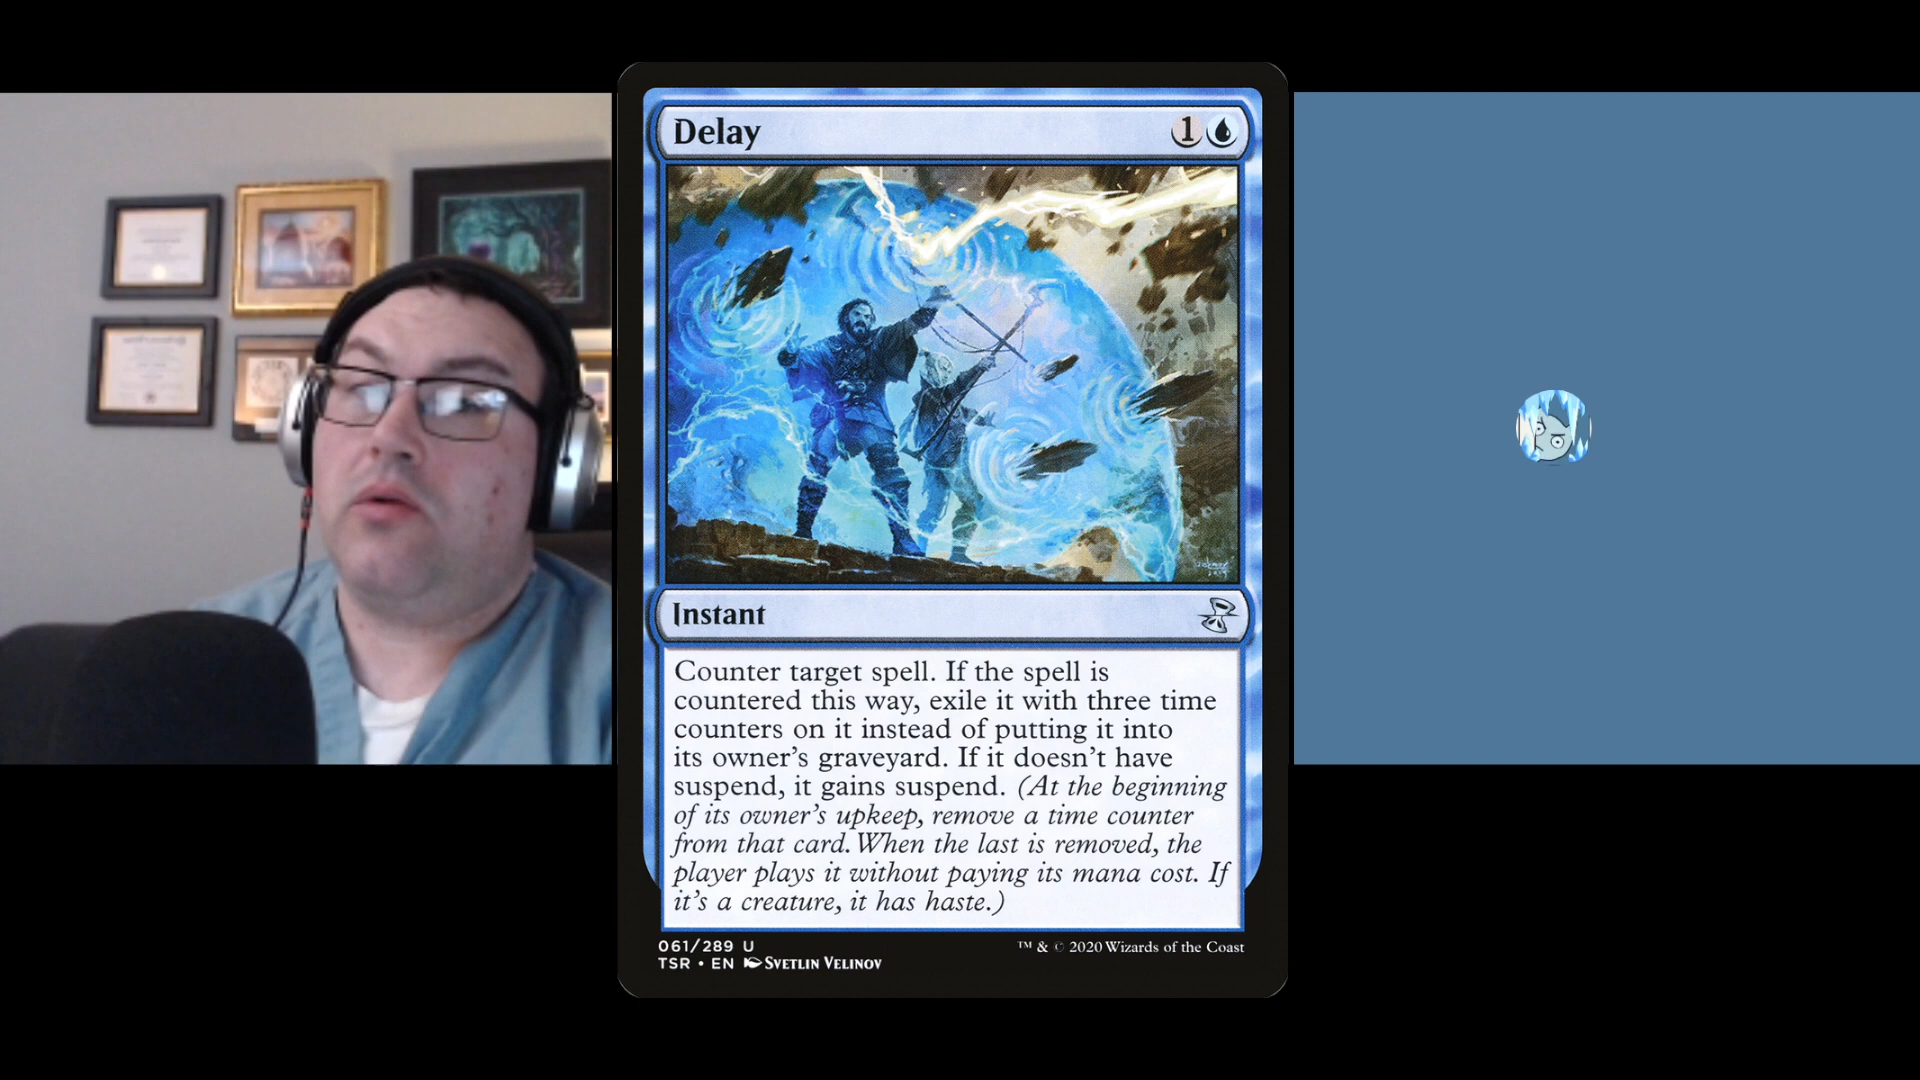 Delay
1
Instant
Counter target spell. If the spell is
countered this way, exile it with three time
counters on it instead of putting it into
its owner's graveyard. If it doesn't have
suspend, it gains suspend. (At the beginning
of its owner's upkeep, remove a time counter
from that card. When the last is removed, the
player plays it without paying its mana cost. If
it's a creature, it has haste.)
061/289 U
TSR • EN SVETLIN VELINOV
™ & © 2020 Wizards of the Coast